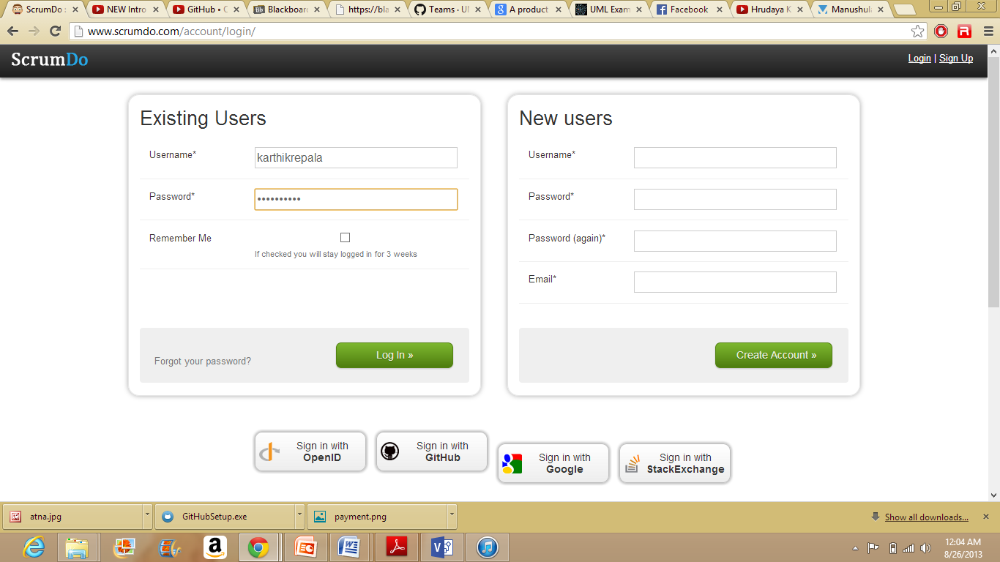 ScrumDo :
NEW Intro
GitHub • C
Blackboard
https://bla
Teams · UM
A product
UML Exam
Facebook
Hrudaya K
Manushula
www.scrumdo.com/account/login/
ScrumDo
Login | Sign Up
Existing Users
Username*
karthikrepala
Password*
••••••••••
Remember Me
If checked you will stay logged in for 3 weeks
Forgot your password?
Log In »
New users
Username*
Password*
Password (again)*
Email*
Create Account »
Sign in with
OpenID
Sign in with
GitHub
Sign in with
Google
Sign in with
StackExchange
atna.jpg
GitHubSetup.exe
payment.png
Show all downloads...
12:04 AM
8/26/2013